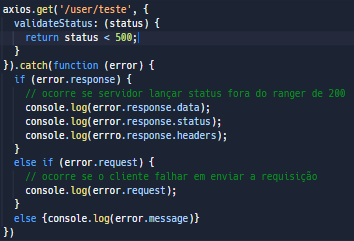 axios.get('/user/teste', {
  validateStatus: (status) {
    return status < 500;
  }
}).catch(function (error) {
  if (error.response) {
    // ocorre se servidor lançar status fora do ranger de 200
    console.log(error.response.data);
    console.log(error.response.status);
    console.log(erro.response.headers);
  }
  else if (error.request) {
    // ocorre se o cliente falhar em enviar a requisição
    console.log(error.request);
  }
  else {console.log(error.message)}
})